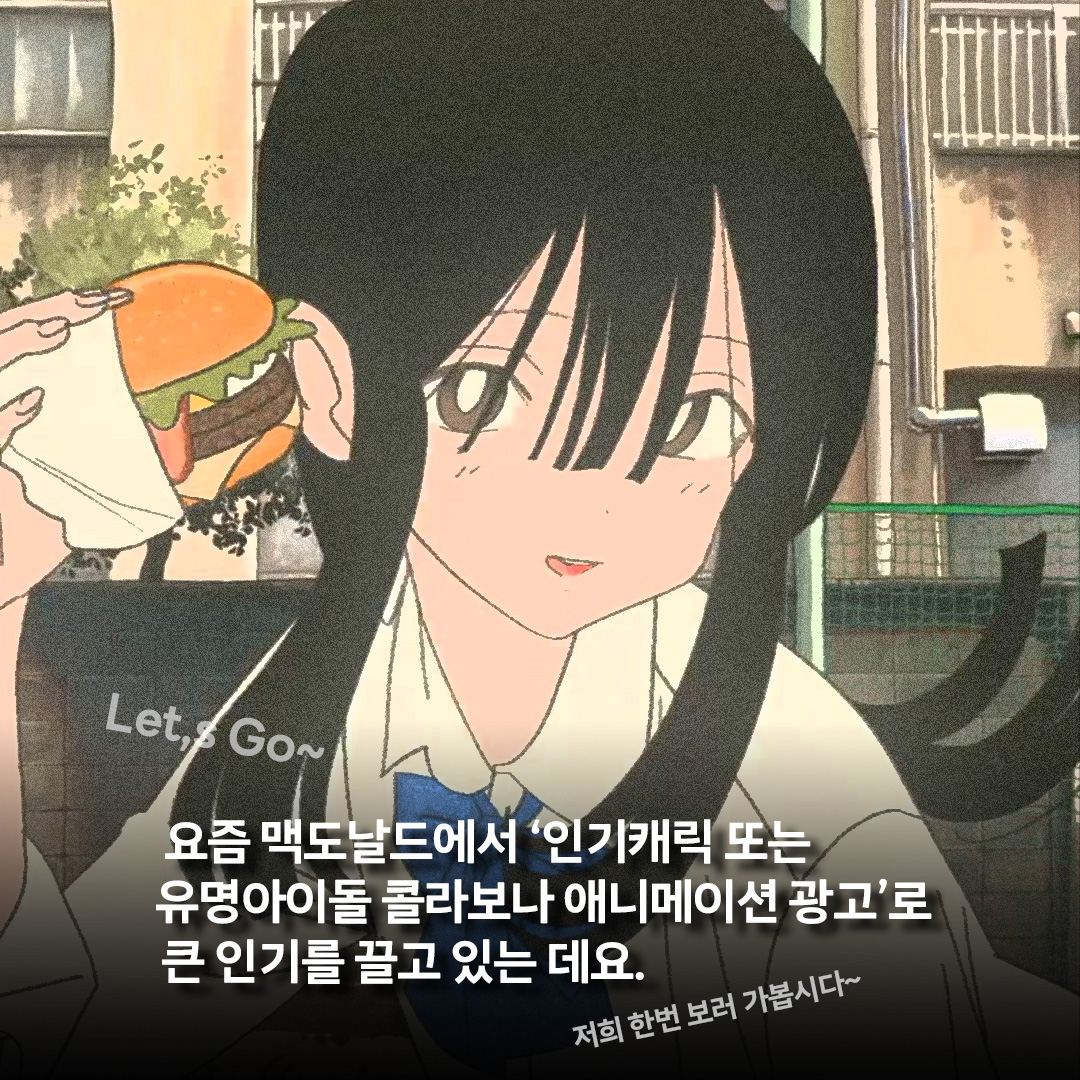 Let,s Go~
요즘 맥도날드에서 ‘인기캐릭 또는
유명아이돌 콜라보나 애니메이션 광고’로
큰 인기를 끌고 있는 데요.
저희 한번 보러 가봅시다~